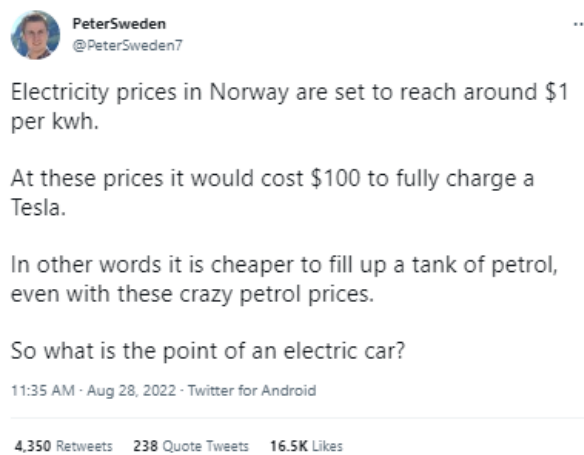 PeterSweden
@PeterSweden7
Electricity prices in Norway are set to reach around $1
per kwh.
At these prices it would cost $100 to fully charge a
Tesla.
In other words it is cheaper to fill up a tank of petrol,
even with these crazy petrol prices.
So what is the point of an electric car?
11:35 AM · Aug 28, 2022 · Twitter for Android
4,350 Retweets 238 Quote Tweets 16.5K Likes